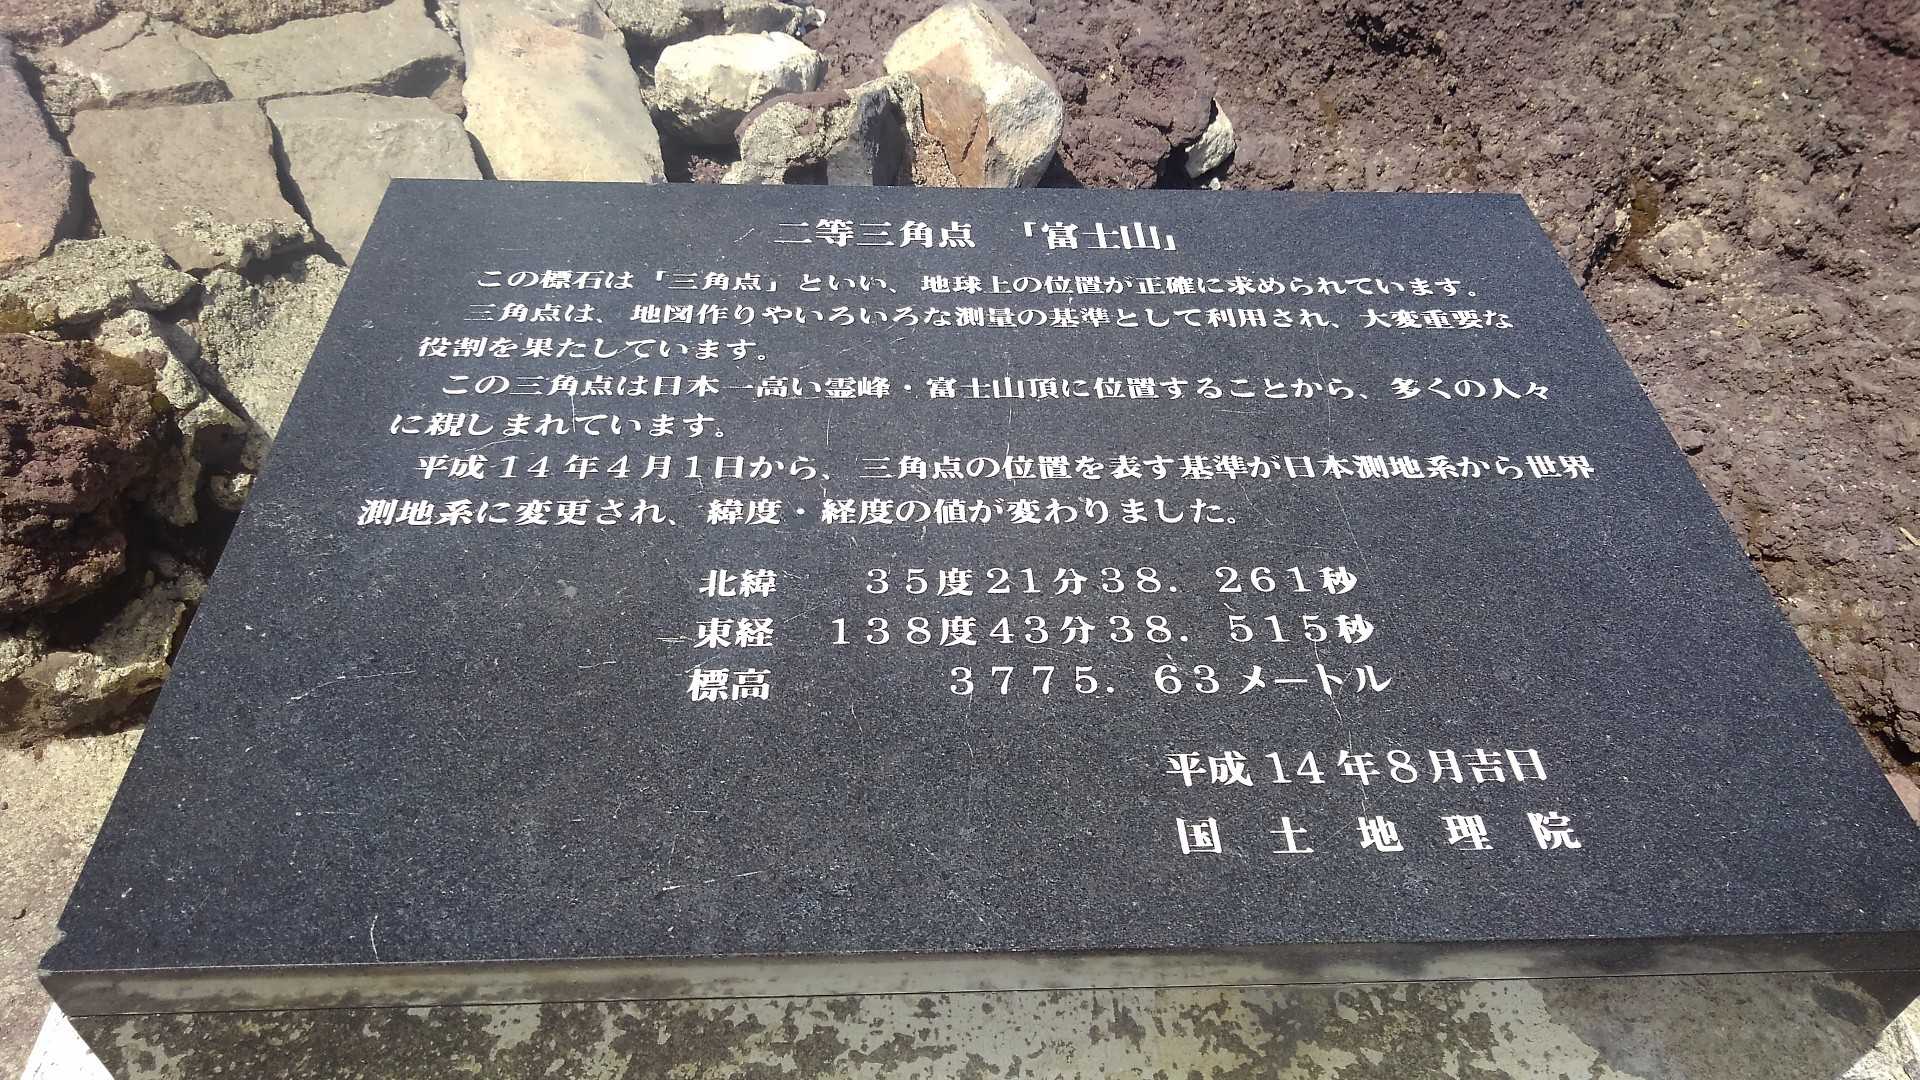 二等三角点　「富士山」
この標石は「三角点」といい、地球上の位置が正確に求められています。
三角点は、地図作りやいろいろな測量の基準として利用され、大変重要な
役割を果たしています。
この三角点は日本一高い霊峰・富士山頂に位置することから、多くの人々
に親しまれています。
平成１４年４月１日から、三角点の位置を表す基準が日本測地系から世界
測地系に変更され、緯度・経度の値が変わりました。
北緯　　３５度２１分３８．２６１秒
東経　１３８度４３分３８．５１５秒
標高　　　　３７７５．６３メートル
平成１４年８月吉日
国　土　地　理　院